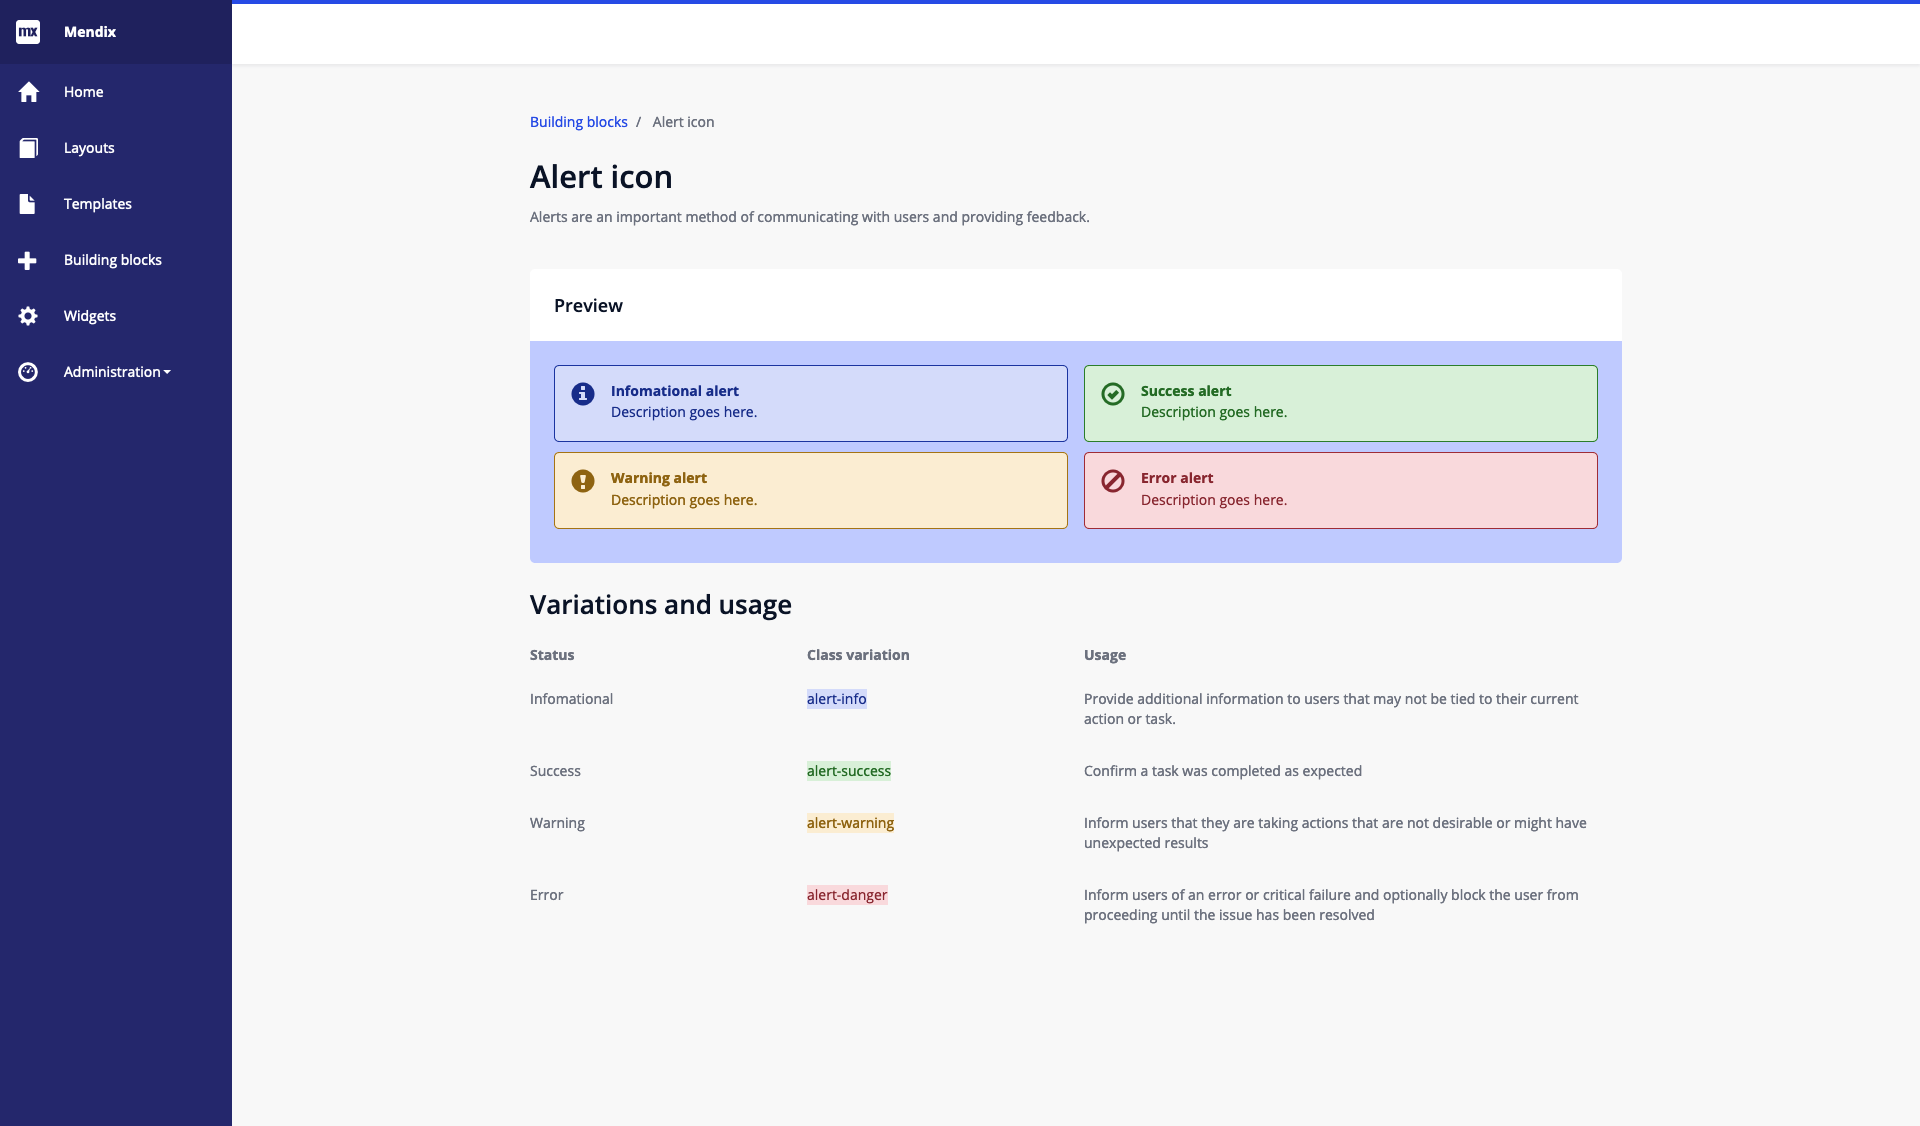 mx Mendix
Home
Layouts
Templates
Building blocks
Widgets
Administration
Building blocks / Alert icon
Alert icon
Alerts are an important method of communicating with users and providing feedback.
Preview
Infomational alert
Description goes here.
Success alert
Description goes here.
Warning alert
Description goes here.
Error alert
Description goes here.
Variations and usage
Status Class variation Usage
Infomational alert-info Provide additional information to users that may not be tied to their current
action or task.
Success alert-success Confirm a task was completed as expected
Warning alert-warning Inform users that they are taking actions that are not desirable or might have
unexpected results
Error alert-danger Inform users of an error or critical failure and optionally block the user from
proceeding until the issue has been resolved